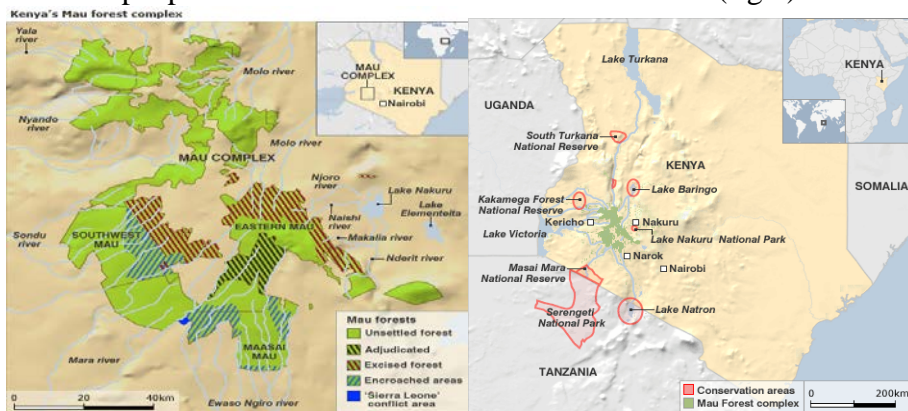 Kenya's Mau forest complex
Yala
river
Molo river
MAU
COMPLEX
KENYA
Nairobi
Nyando
river
MAU COMPLEX
Molo river
Njoro
river
Lake Nakuru
Lake
Elementeita
Naishi
river
SOUTHWEST
MAU
EASTERN MAU
Makalia river
Sondu
river
Nderit river
Mara river
MAASAI
MAU
Ewaso Ngiro river
Mau forests
Unsettled forest
Adjudicated
Excised forest
Encroached areas
'Sierra Leone'
conflict area
0 20 40km
Lake Turkana
KENYA
UGANDA
South Turkana
National Reserve
KENYA
SOMALIA
Lake Baringo
Kakamega Forest
National Reserve
Kericho
Nakuru
Lake Victoria
Lake Nakuru National Park
Narok
Masai Mara
National Reserve
Nairobi
Serengeti
National Park
Lake Natron
TANZANIA
Conservation areas
Mau Forest complex
0 200km